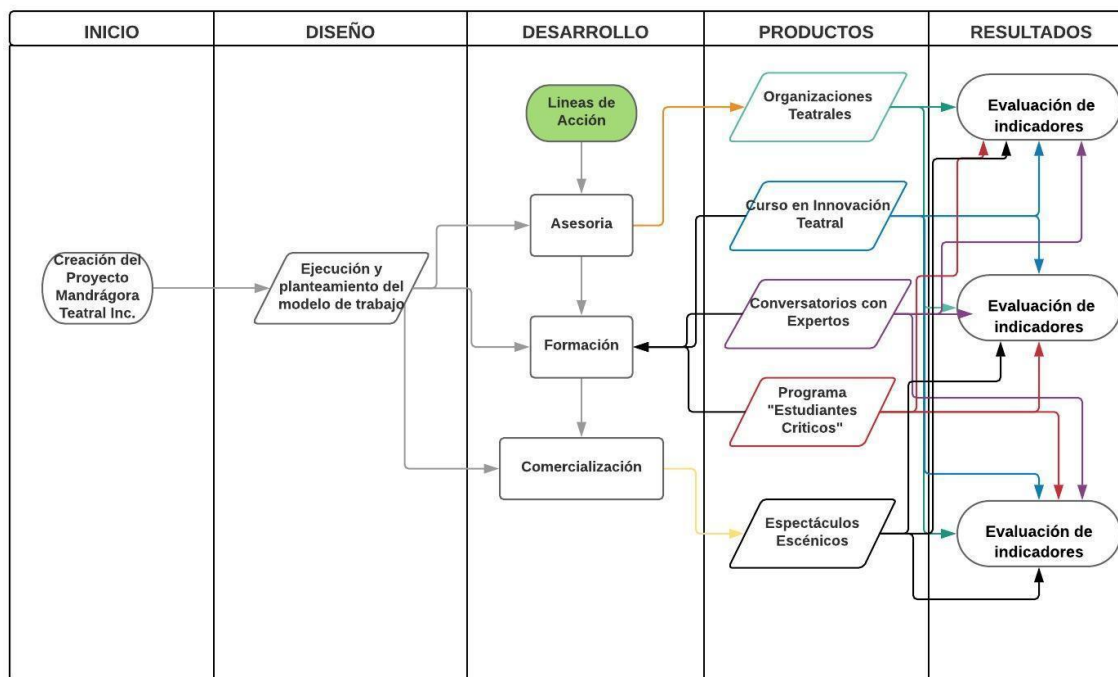 INICIO
DISEÑO
DESARROLLO
PRODUCTOS
RESULTADOS
Creación del
Proyecto
Mandrágora
Teatral Inc.
Ejecución y
planteamiento del
modelo de trabajo
Lineas de
Acción
Asesoria
Formación
Comercialización
Organizaciones
Teatrales
Curso en Innovación
Teatral
Conversatorios con
Expertos
Programa
"Estudiantes
Criticos"
Espectáculos
Escénicos
Evaluación de
indicadores
Evaluación de
indicadores
Evaluación de
indicadores